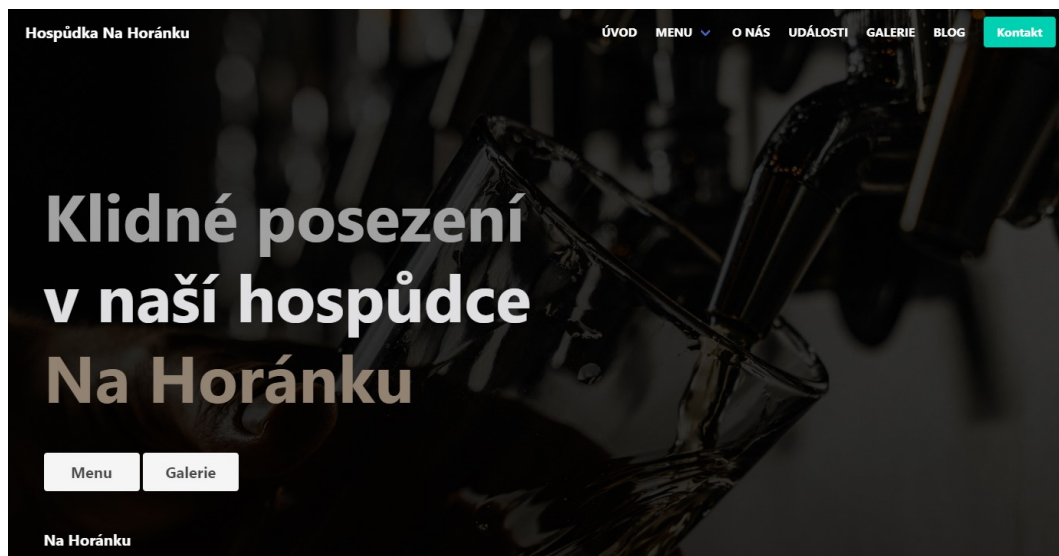 Hospůdka Na Horánku
ÚVOD MENU O NÁS UDÁLOSTI GALERIE BLOG Kontakt
Klidné posezení
v naší hospůdce
Na Horánku
Menu Galerie
Na Horánku